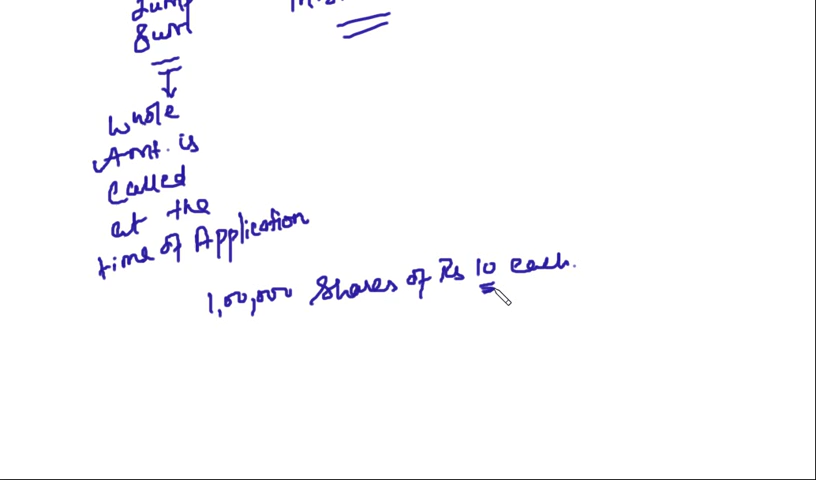 Lump
Sum
Whole
Amt. is
Called
at the
time of Application
1,00,000 Shares of Rs 10 each.